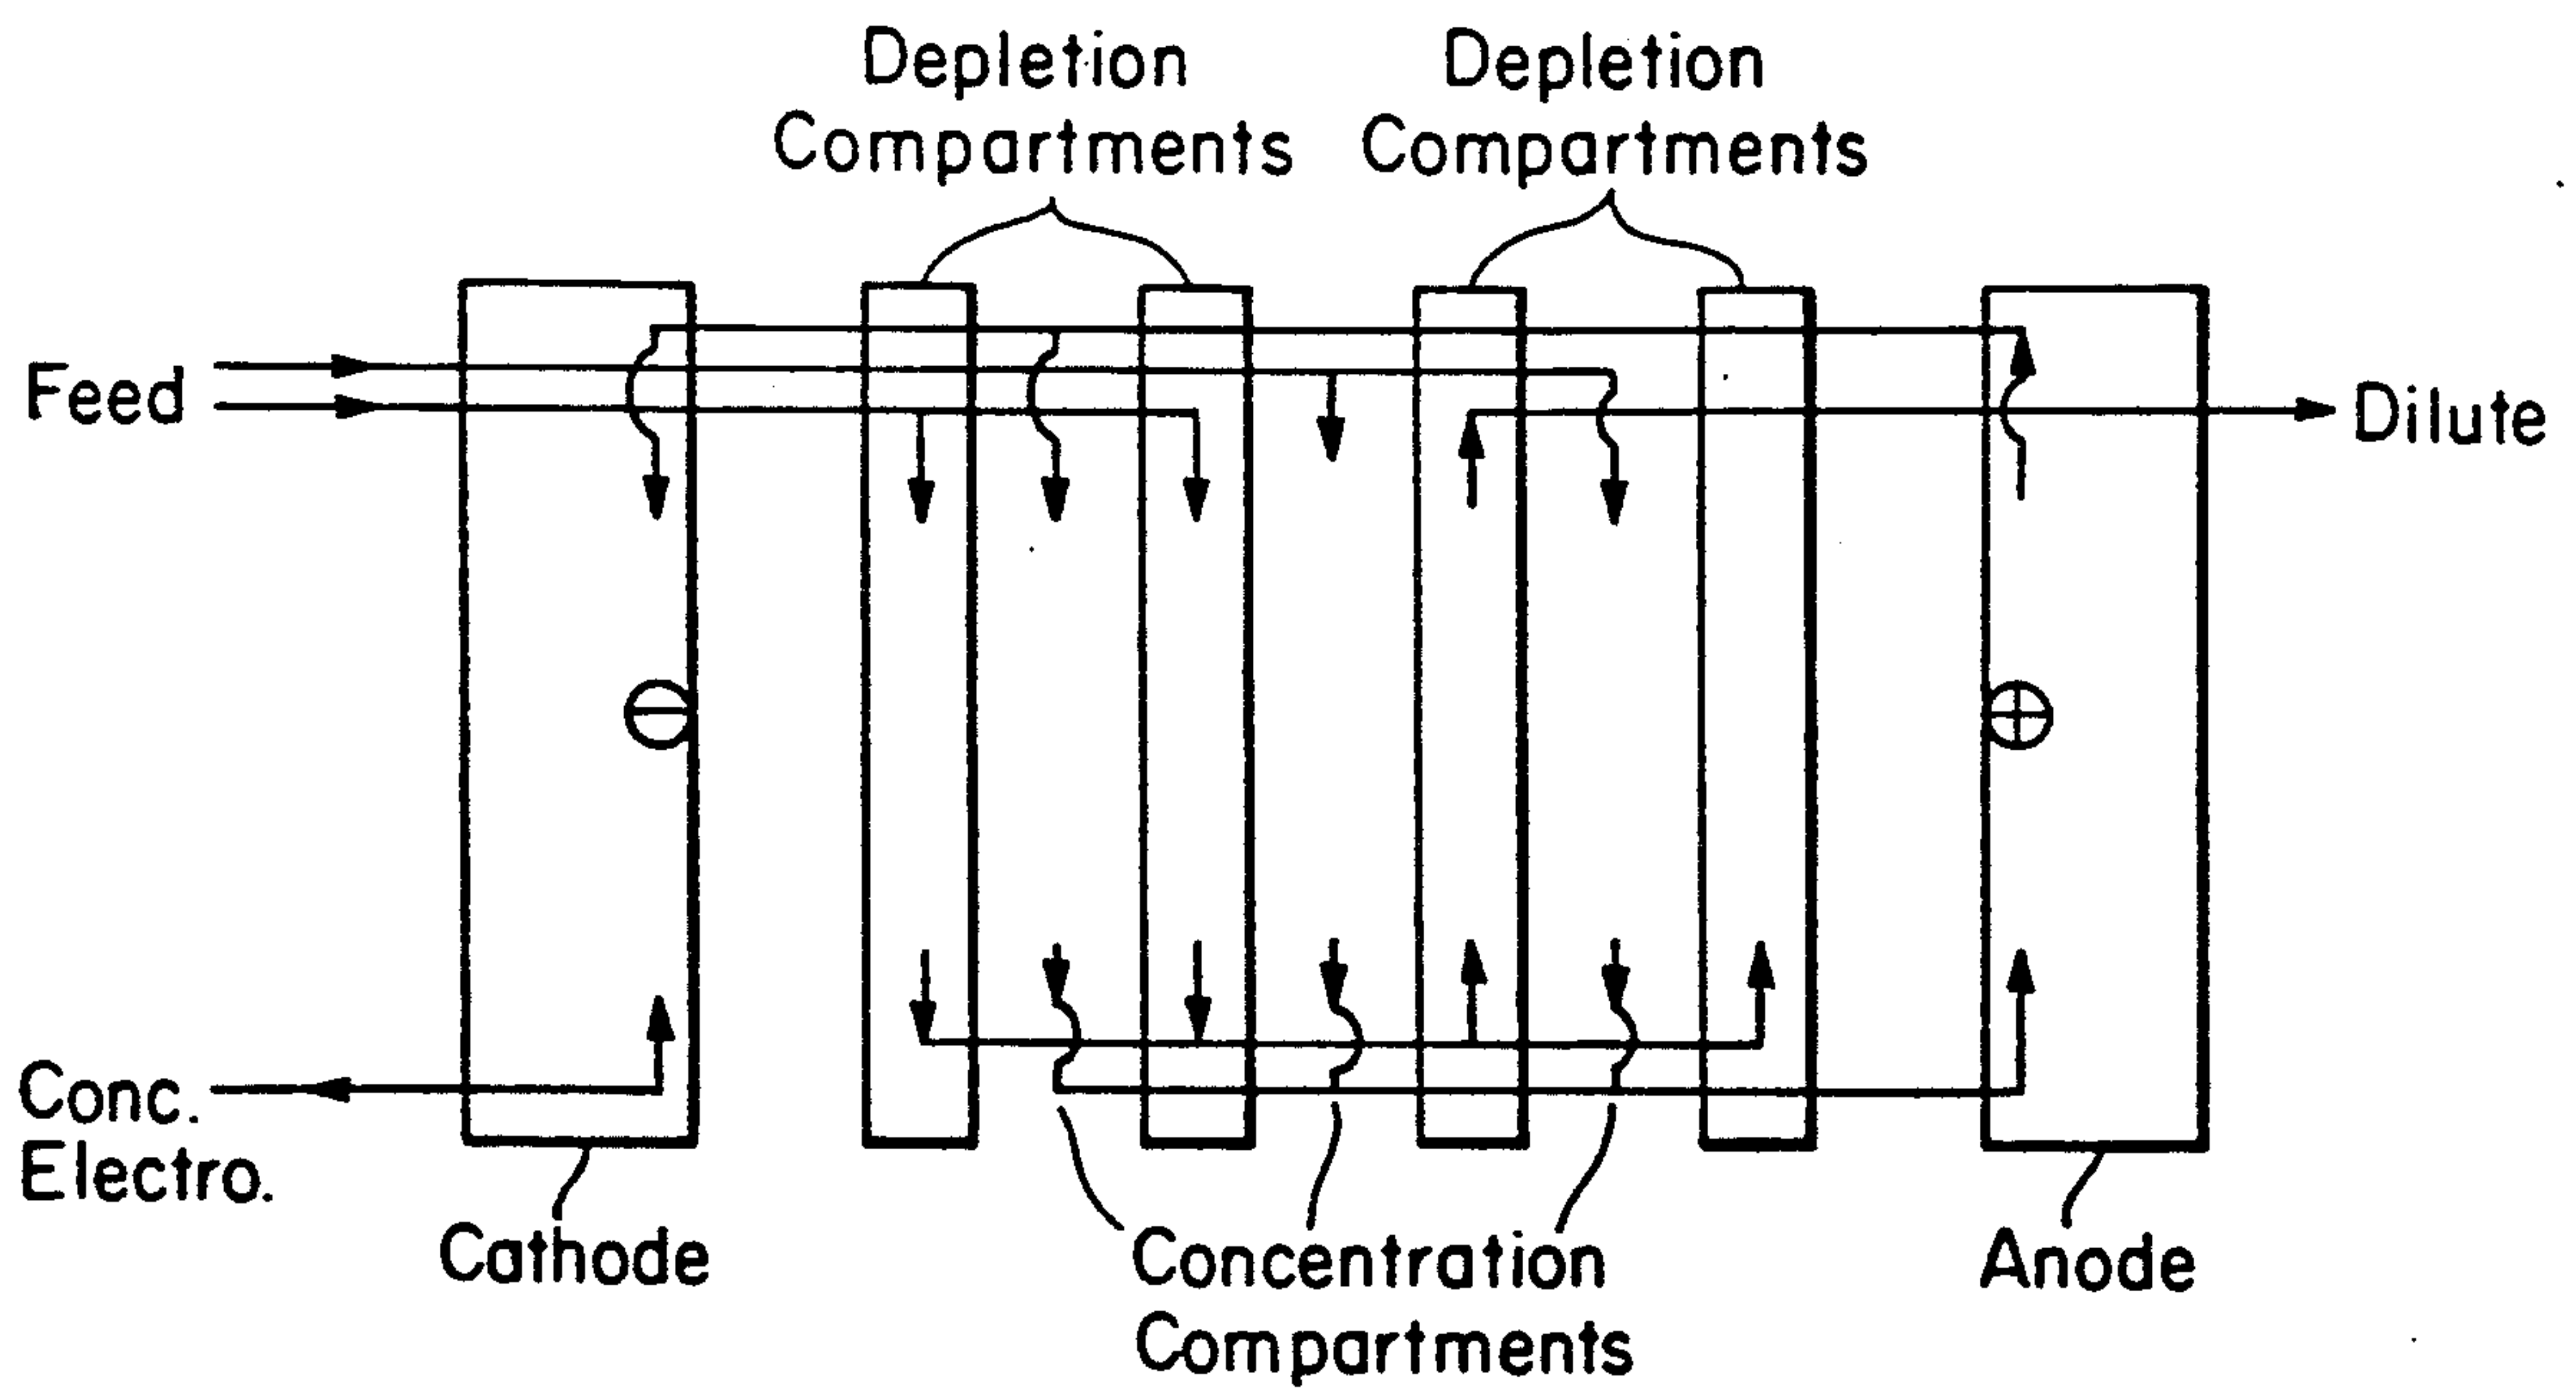 Depletion
Compartments
Depletion
Compartments
Feed
Dilute
Conc.
Electro.
Cathode
Concentration
Compartments
Anode